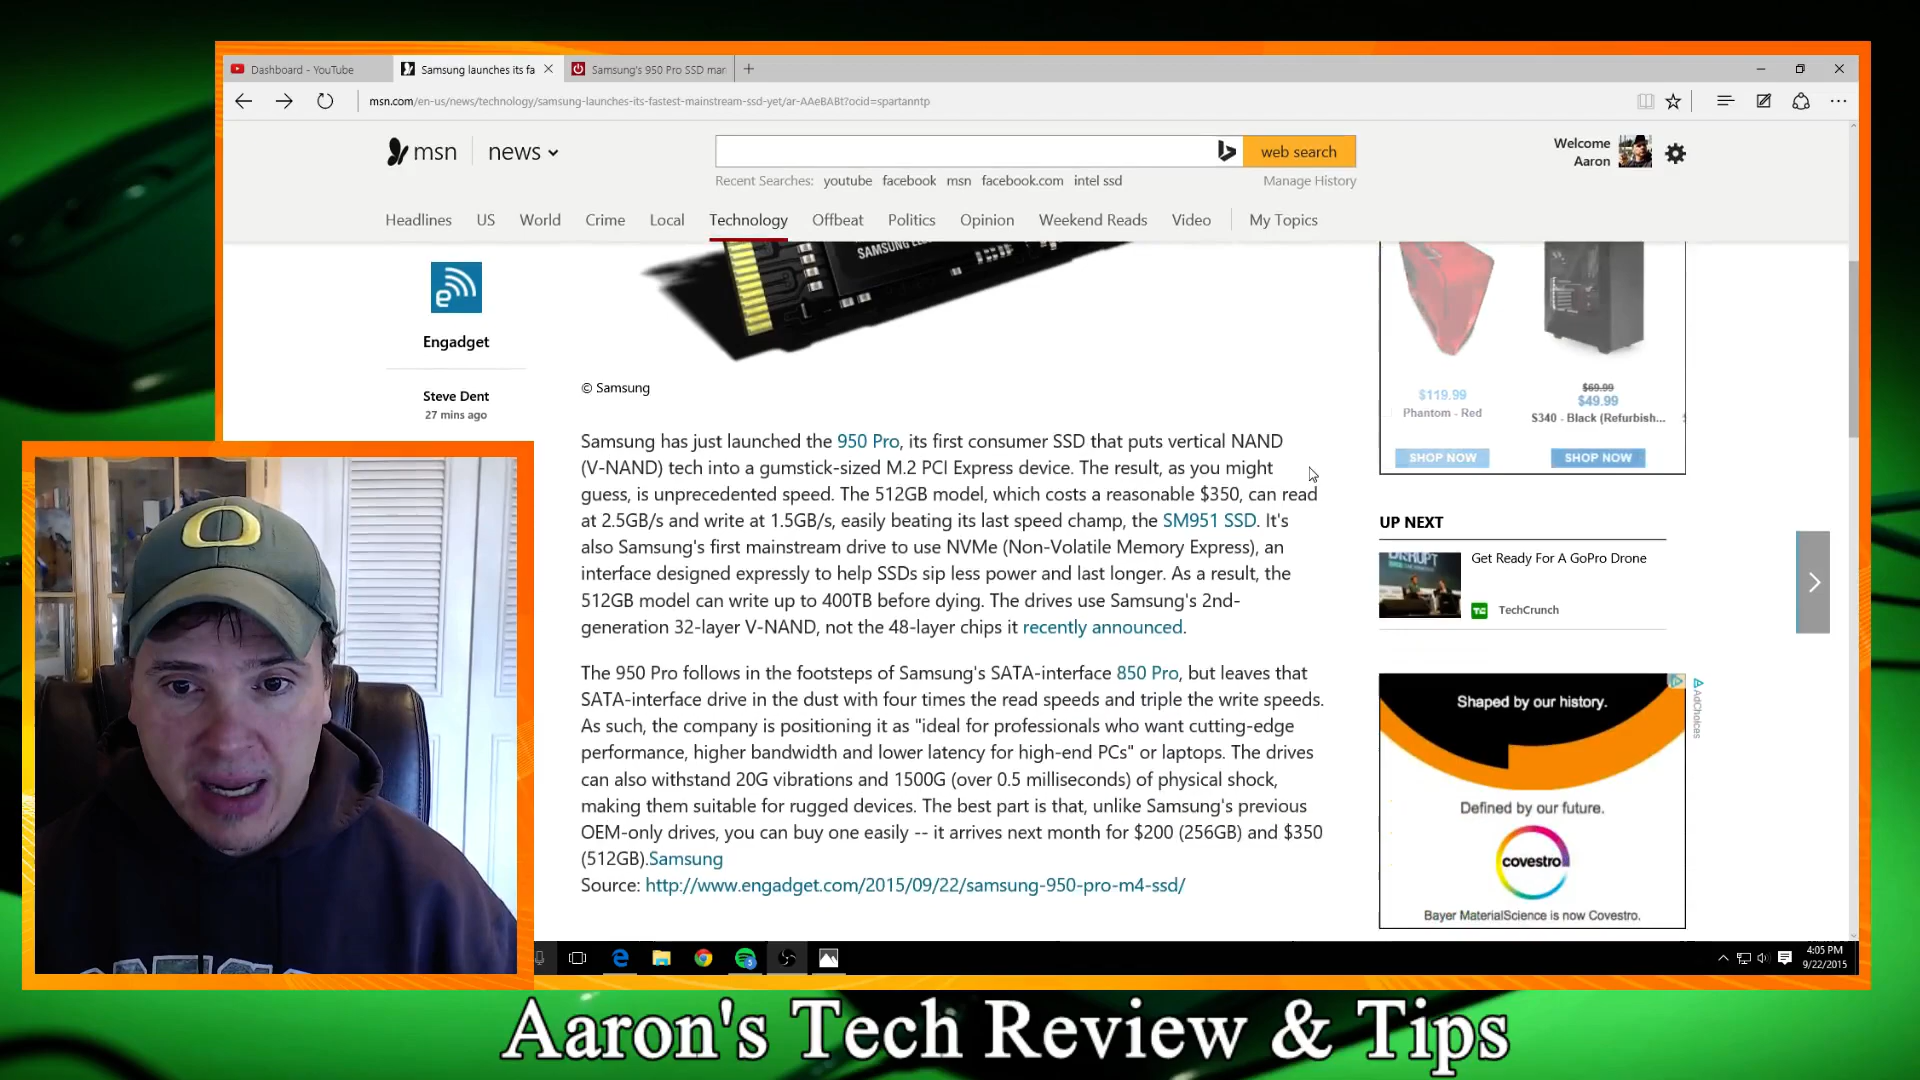 Dashboard - YouTube
Samsung launches its fa
Samsung's 950 Pro SSD mar
msn.com/en-us/news/technology/samsung-launches-its-fastest-mainstream-ssd-yet/ar-AAeBABt?ocid=spartanntp
msn
news
web search
Welcome
Aaron
Recent Searches: youtube facebook msn facebook.com intel ssd
Manage History
Headlines US World Crime Local Technology Offbeat Politics Opinion Weekend Reads Video My Topics
Engadget
Steve Dent
27 mins ago
© Samsung
Samsung has just launched the 950 Pro, its first consumer SSD that puts vertical NAND
(V-NAND) tech into a gumstick-sized M.2 PCI Express device. The result, as you might
guess, is unprecedented speed. The 512GB model, which costs a reasonable $350, can read
at 2.5GB/s and write at 1.5GB/s, easily beating its last speed champ, the SM951 SSD. It's
also Samsung's first mainstream drive to use NVMe (Non-Volatile Memory Express), an
interface designed expressly to help SSDs sip less power and last longer. As a result, the
512GB model can write up to 400TB before dying. The drives use Samsung's 2nd-
generation 32-layer V-NAND, not the 48-layer chips it recently announced.
The 950 Pro follows in the footsteps of Samsung's SATA-interface 850 Pro, but leaves that
SATA-interface drive in the dust with four times the read speeds and triple the write speeds.
As such, the company is positioning it as "ideal for professionals who want cutting-edge
performance, higher bandwidth and lower latency for high-end PCs" or laptops. The drives
can also withstand 20G vibrations and 1500G (over 0.5 milliseconds) of physical shock,
making them suitable for rugged devices. The best part is that, unlike Samsung's previous
OEM-only drives, you can buy one easily -- it arrives next month for $200 (256GB) and $350
(512GB).Samsung
Source: http://www.engadget.com/2015/09/22/samsung-950-pro-m4-ssd/
$119.99
Phantom - Red
SHOP NOW
$69.99
$49.99
S340 - Black (Refurbish...
SHOP NOW
UP NEXT
DISRUPT
Get Ready For A GoPro Drone
TechCrunch
Shaped by our history.
Defined by our future.
covestro
Bayer MaterialScience is now Covestro.
AdChoices
4:05 PM
9/22/2015
Aaron's Tech Review & Tips